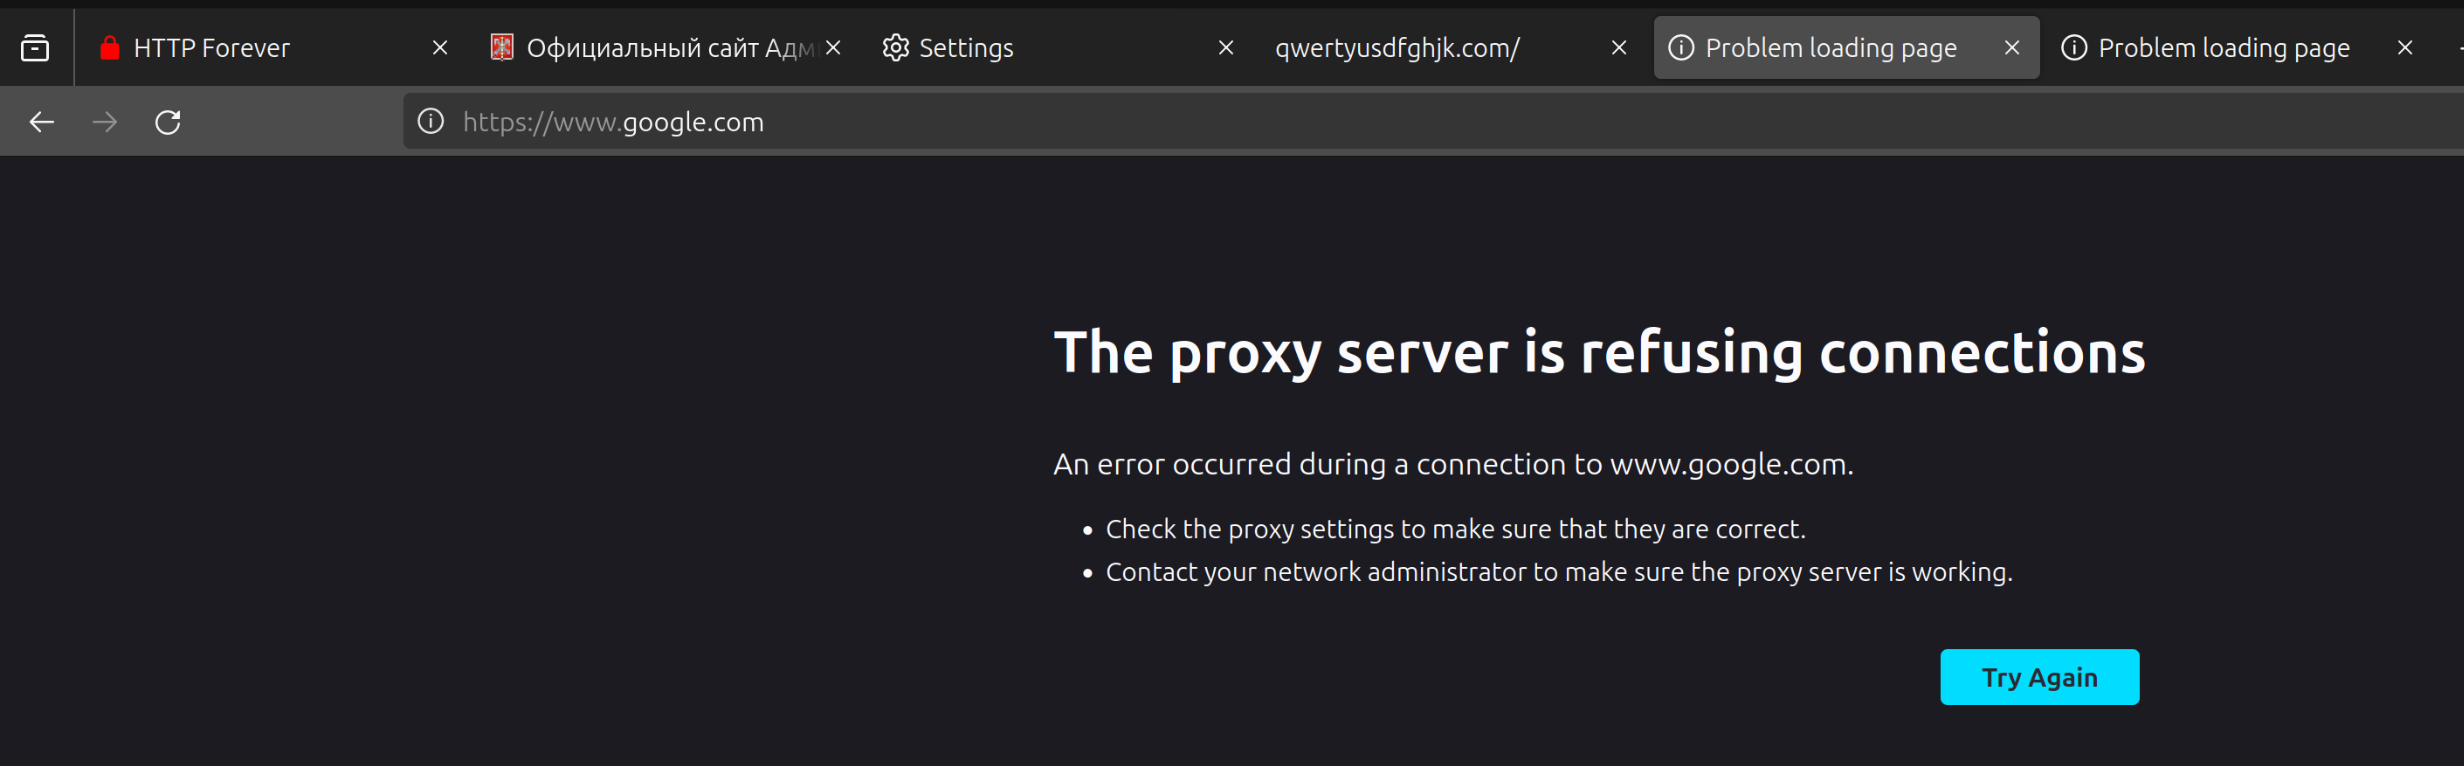 HTTP Forever
Официальный сайт Адм
Settings
qwertyusdfghjk.com/
Problem loading page
Problem loading page
https://www.google.com
The proxy server is refusing connections
An error occurred during a connection to www.google.com.
• Check the proxy settings to make sure that they are correct.
• Contact your network administrator to make sure the proxy server is working.
Try Again